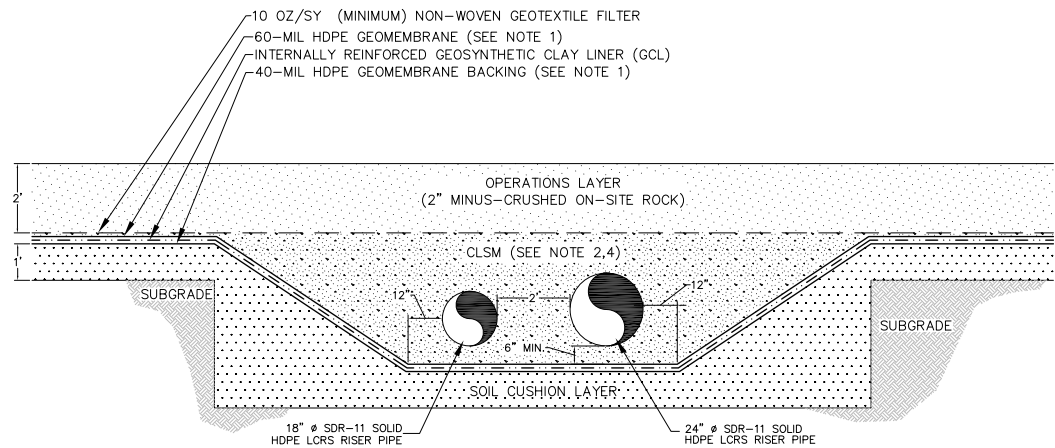 10 OZ/SY (MINIMUM) NON-WOVEN GEOTEXTILE FILTER
60-MIL HDPE GEOMEMBRANE (SEE NOTE 1)
INTERNALLY REINFORCED GEOSYNTHETIC CLAY LINER (GCL)
40-MIL HDPE GEOMEMBRANE BACKING (SEE NOTE 1)
2'
OPERATIONS LAYER
(2" MINUS-CRUSHED ON-SITE ROCK)
1'
CLSM (SEE NOTE 2,4)
SUBGRADE
12"
2'
12"
SUBGRADE
6" MIN.
SOIL CUSHION LAYER
18" ø SDR-11 SOLID
HDPE LCRS RISER PIPE
24" ø SDR-11 SOLID
HDPE LCRS RISER PIPE